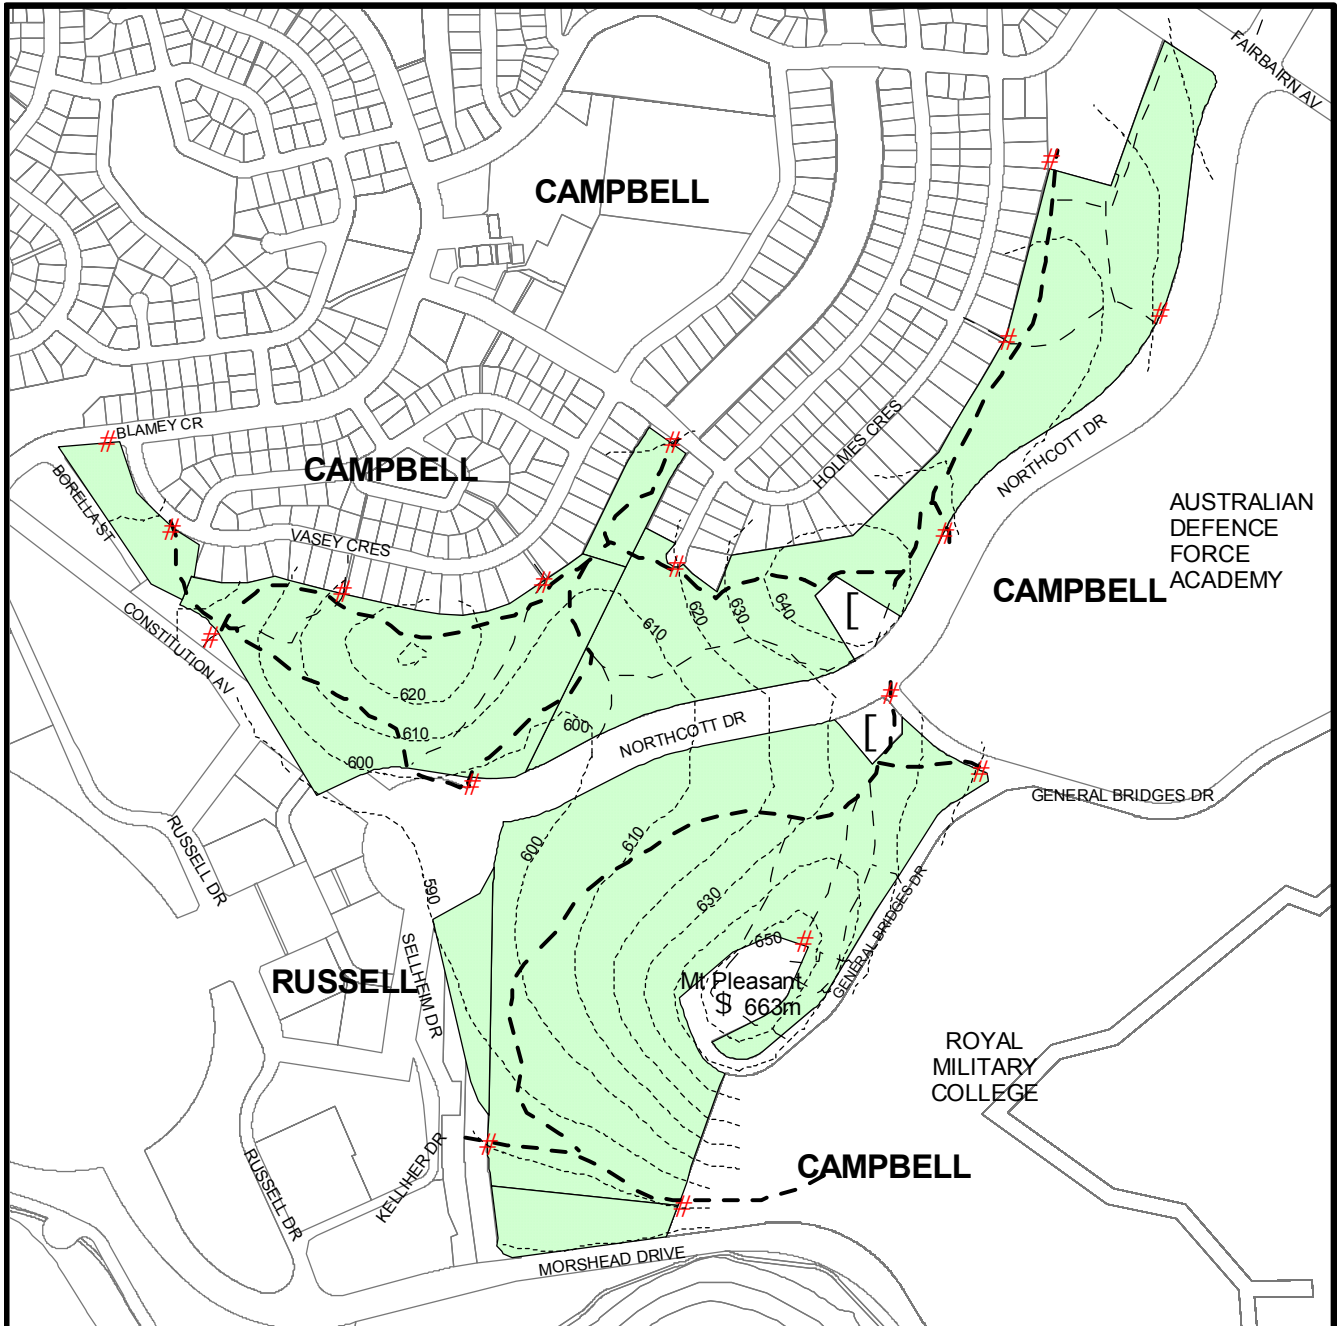 FAIRBAIRN AV
CAMPBELL
BLAMEY CR
HOLMES CRES
CAMPBELL
BORELLA ST
NORTHCOTT DR
VASEY CRES
AUSTRALIAN
DEFENCE
FORCE
ACADEMY
CAMPBELL
CONSTITUTION AV
620
630
640
610
620
610
600
600
NORTHCOTT DR
GENERAL BRIDGES DR
RUSSELL DR
600
610
590
630
GENERAL BRIDGES DR
650
SELLHEIM DR
RUSSELL
Mt Pleasant
$ 663m
ROYAL
MILITARY
COLLEGE
KELLIHER DR
RUSSELL DR
CAMPBELL
MORSHEAD DRIVE